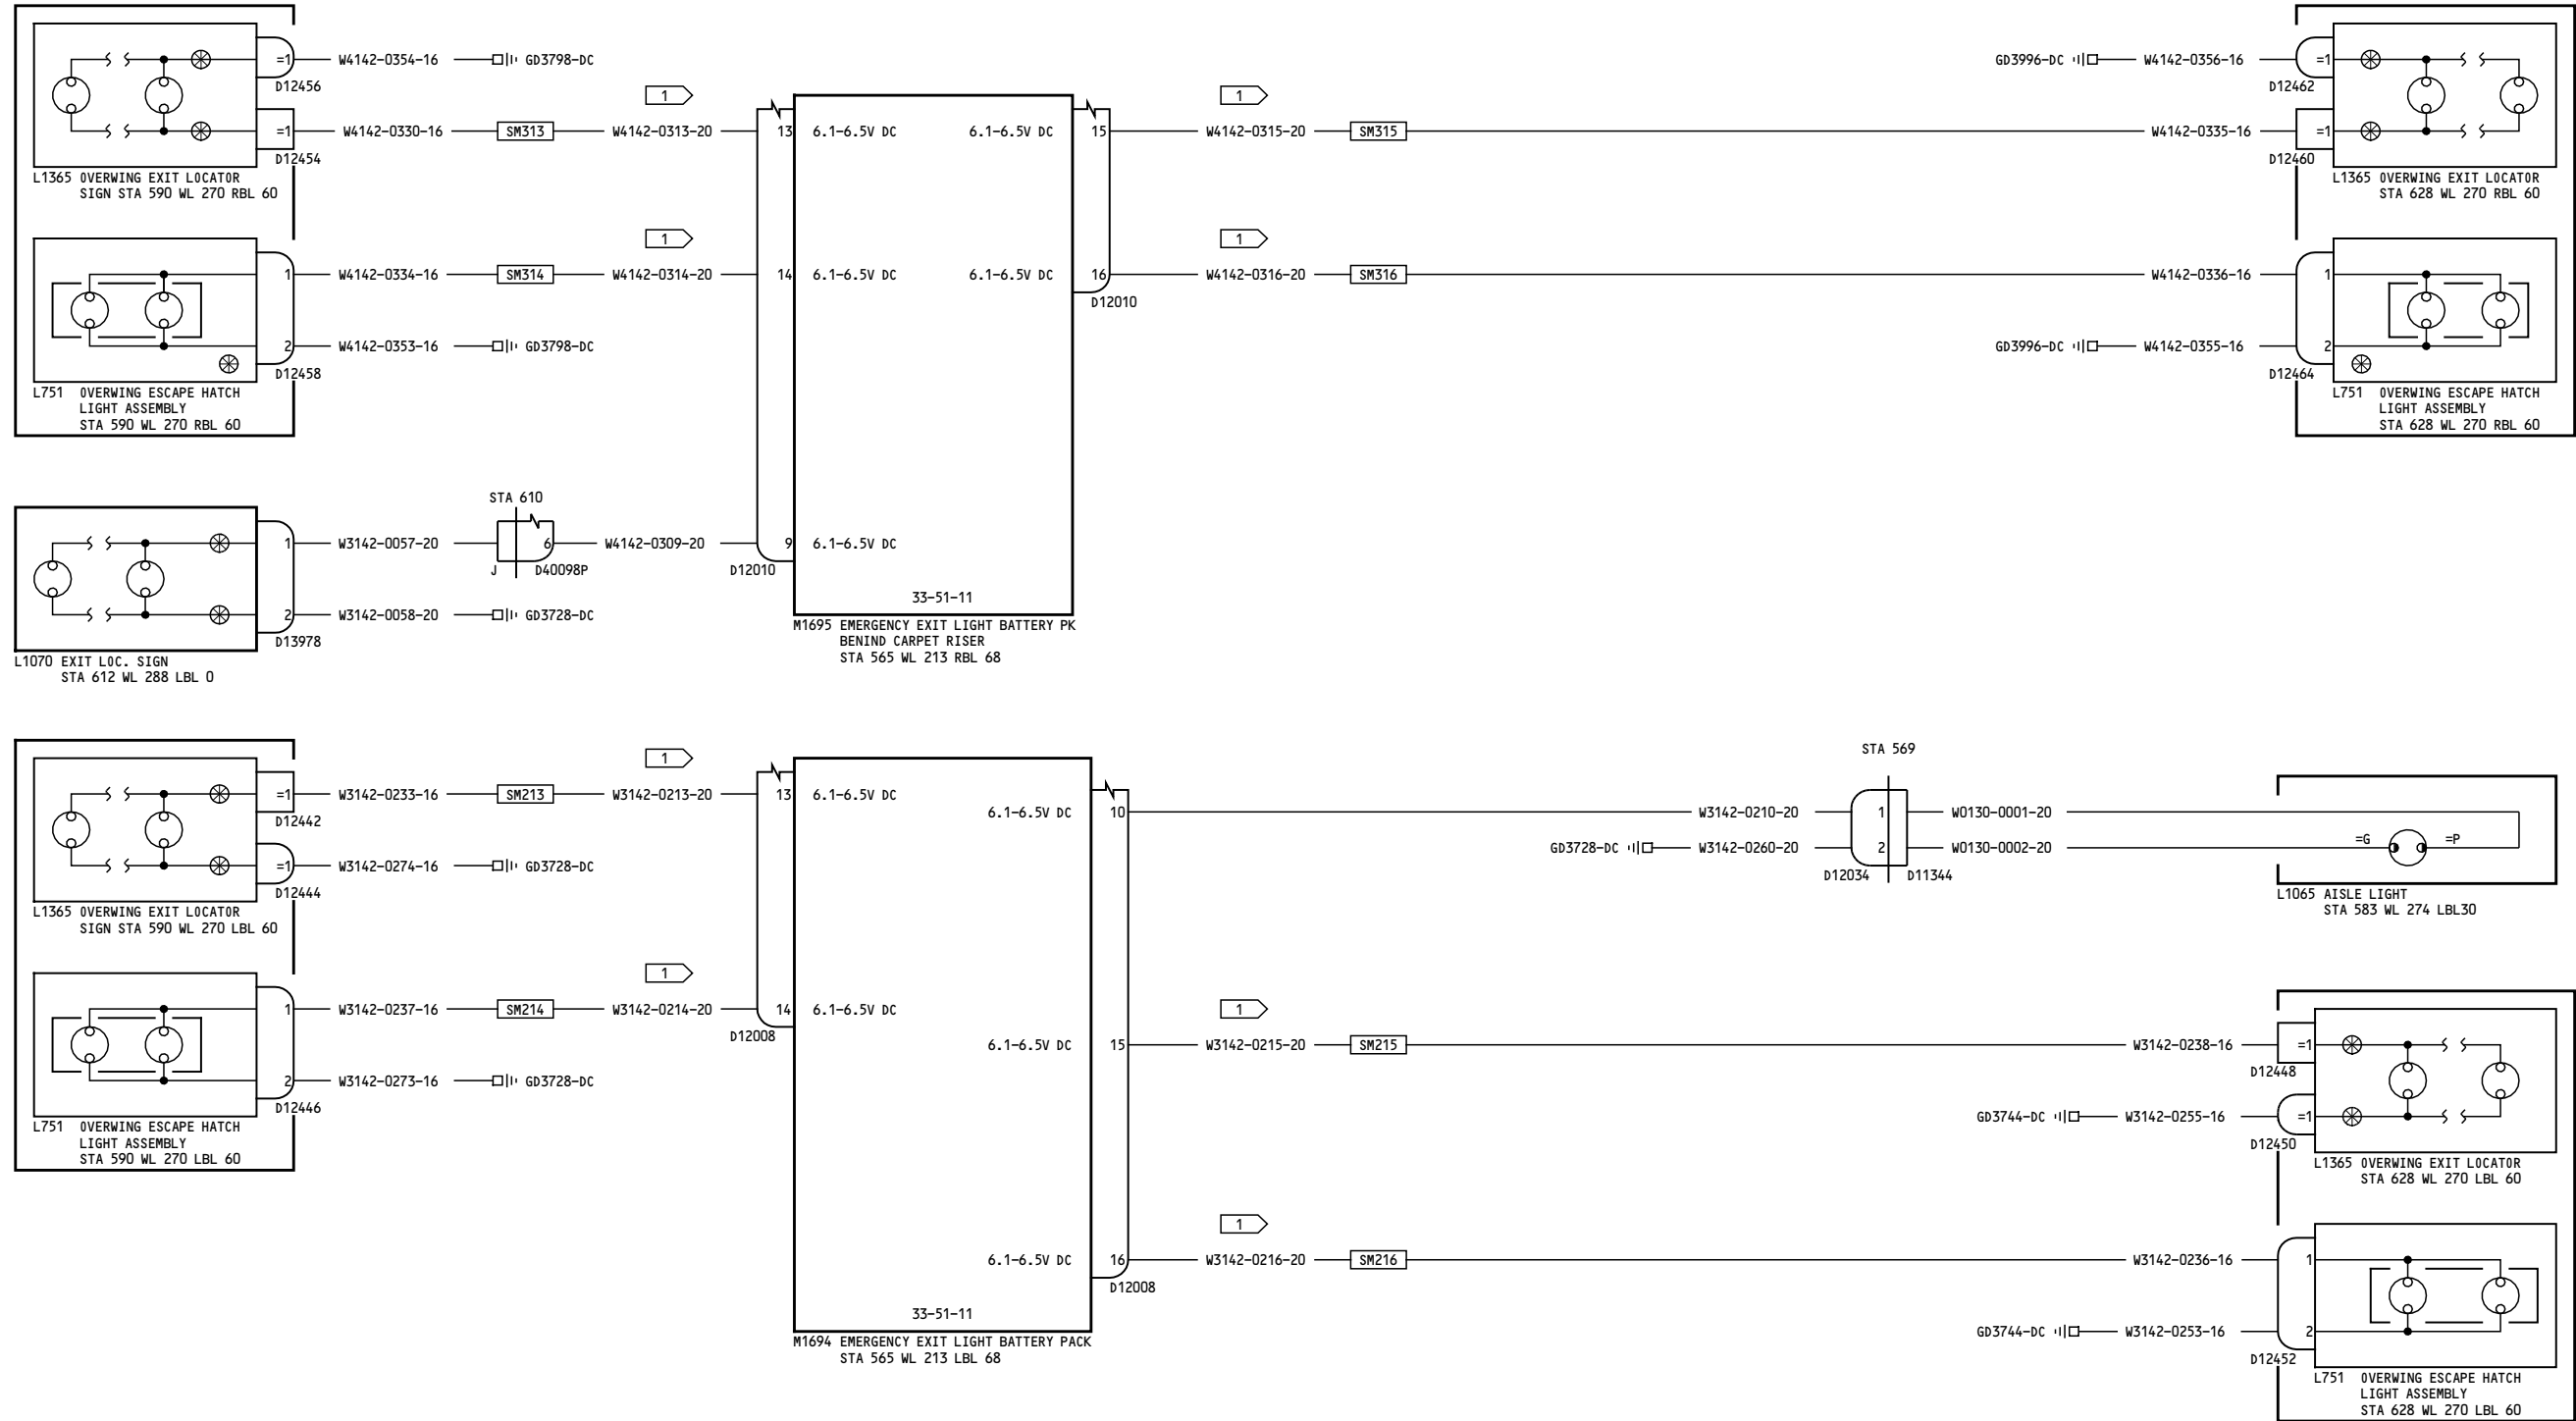 =1 W4142-0354-16 GD3798-DC
D12456
1
=1 W4142-0330-16 SM313 W4142-0313-20 13 6.1-6.5V DC
D12454
L1365 OVERWING EXIT LOCATOR
SIGN STA 590 WL 270 RBL 60
1
1 W4142-0334-16 SM314 W4142-0314-20 14 6.1-6.5V DC
2 W4142-0353-16 GD3798-DC
D12458
L751 OVERWING ESCAPE HATCH
LIGHT ASSEMBLY
STA 590 WL 270 RBL 60
STA 610
1 W3142-0057-20 6 W4142-0309-20 9 6.1-6.5V DC
J D40098P D12010
2 W3142-0058-20 GD3728-DC
D13978
L1070 EXIT LOC. SIGN
STA 612 WL 288 LBL 0
33-51-11
M1695 EMERGENCY EXIT LIGHT BATTERY PK
BENIND CARPET RISER
STA 565 WL 213 RBL 68
GD3996-DC W4142-0356-16 =1
D12462
1
6.1-6.5V DC 15 W4142-0315-20 SM315 W4142-0335-16 =1
D12460
L1365 OVERWING EXIT LOCATOR
STA 628 WL 270 RBL 60
1
6.1-6.5V DC 16 W4142-0316-20 SM316 W4142-0336-16 1
D12010
GD3996-DC W4142-0355-16 2
D12464
L751 OVERWING ESCAPE HATCH
LIGHT ASSEMBLY
STA 628 WL 270 RBL 60
1
=1 W3142-0233-16 SM213 W3142-0213-20 13 6.1-6.5V DC
D12442
=1 W3142-0274-16 GD3728-DC
D12444
L1365 OVERWING EXIT LOCATOR
SIGN STA 590 WL 270 LBL 60
1
1 W3142-0237-16 SM214 W3142-0214-20 14 6.1-6.5V DC
D12008
2 W3142-0273-16 GD3728-DC
D12446
L751 OVERWING ESCAPE HATCH
LIGHT ASSEMBLY
STA 590 WL 270 LBL 60
33-51-11
M1694 EMERGENCY EXIT LIGHT BATTERY PACK
STA 565 WL 213 LBL 68
STA 569
6.1-6.5V DC 10 W3142-0210-20 1 W0130-0001-20
GD3728-DC W3142-0260-20 2 W0130-0002-20 =G =P
D12034 D11344
L1065 AISLE LIGHT
STA 583 WL 274 LBL30
1
6.1-6.5V DC 15 W3142-0215-20 SM215 W3142-0238-16 =1
D12448
GD3744-DC W3142-0255-16 =1
D12450
L1365 OVERWING EXIT LOCATOR
STA 628 WL 270 LBL 60
1
6.1-6.5V DC 16 W3142-0216-20 SM216 W3142-0236-16 1
D12008
GD3744-DC W3142-0253-16 2
D12452
L751 OVERWING ESCAPE HATCH
LIGHT ASSEMBLY
STA 628 WL 270 LBL 60